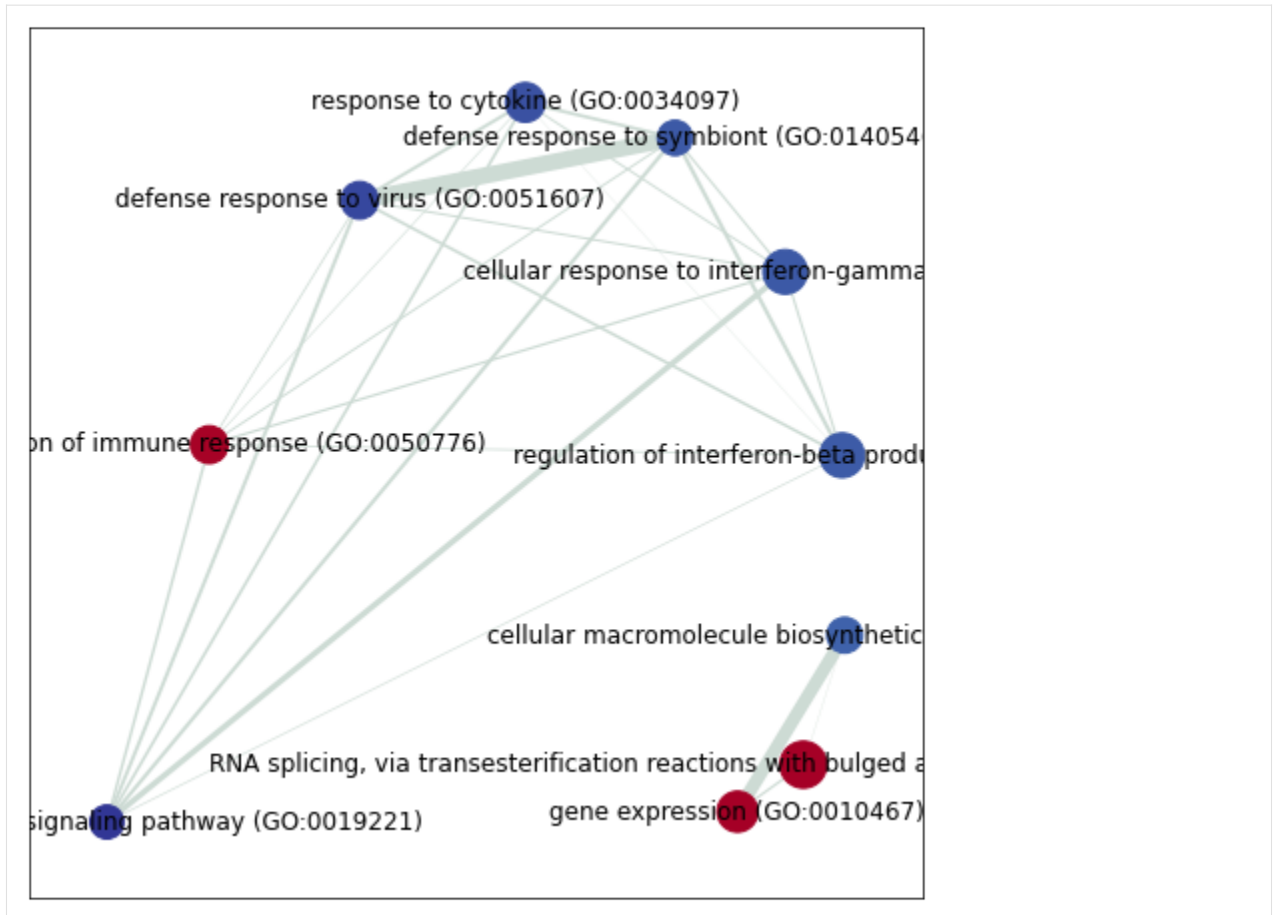 response to cytokine (GO:0034097)
defense response to symbiont (GO:014054
defense response to virus (GO:0051607)
cellular response to interferon-gamma
on of immune response (GO:0050776)
regulation of interferon-beta produ
cellular macromolecule biosynthetic
RNA splicing, via transesterification reactions with bulged a
gene expression (GO:0010467)
signaling pathway (GO:0019221)